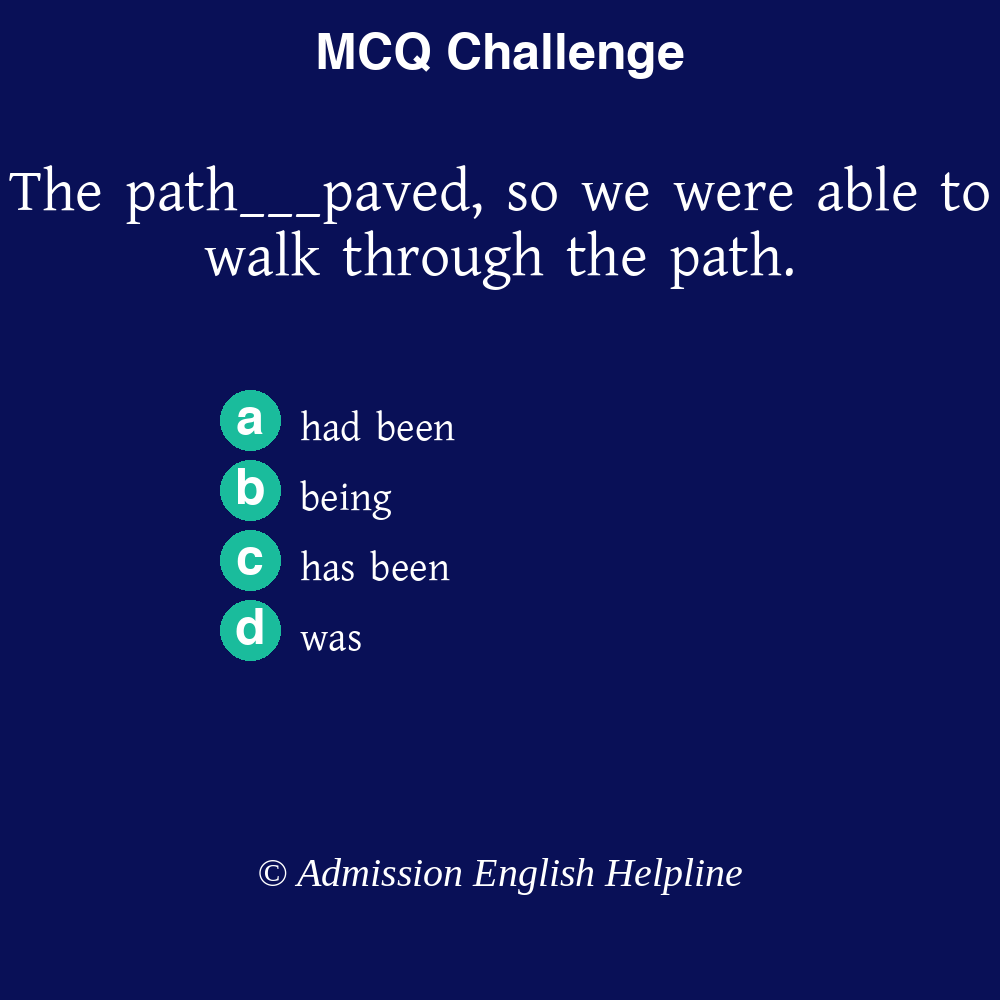 MCQ Challenge
The path___paved, so we were able to
walk through the path.
a had been
b being
c has been
d was
© Admission English Helpline